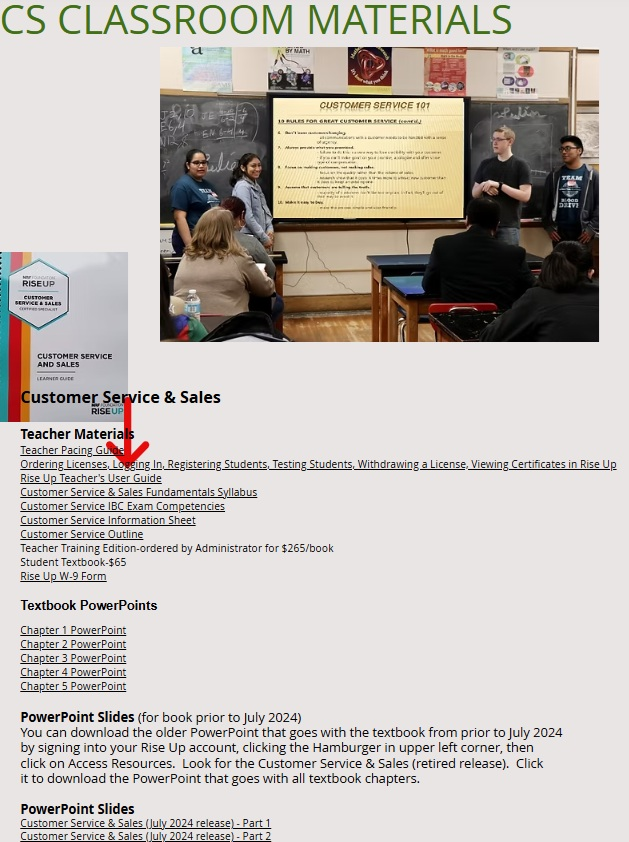 CS CLASSROOM MATERIALS
BY MATH
CUSTOMER SERVICE 101
10 RULES FOR GREAT CUSTOMER SERVICE (cont'd.)
TEAM
TEAM
BLOOD
DRIVE
RISEUP
CUSTOMER
SERVICE & SALES
CERTIFIED SPECIALIST
CUSTOMER SERVICE
AND SALES
LEARNER GUIDE
RISEUP
Customer Service & Sales
Teacher Materials
Teacher Pacing Guide
Ordering Licenses, Logging In, Registering Students, Testing Students, Withdrawing a License, Viewing Certificates in Rise Up
Rise Up Teacher's User Guide
Customer Service & Sales Fundamentals Syllabus
Customer Service IBC Exam Competencies
Customer Service Information Sheet
Customer Service Outline
Teacher Training Edition-ordered by Administrator for $265/book
Student Textbook-$65
Rise Up W-9 Form
Textbook PowerPoints
Chapter 1 PowerPoint
Chapter 2 PowerPoint
Chapter 3 PowerPoint
Chapter 4 PowerPoint
Chapter 5 PowerPoint
PowerPoint Slides (for book prior to July 2024)
You can download the older PowerPoint that goes with the textbook from prior to July 2024
by signing into your Rise Up account, clicking the Hamburger in upper left corner, then
click on Access Resources.  Look for the Customer Service & Sales (retired release).  Click
it to download the PowerPoint that goes with all textbook chapters.
PowerPoint Slides
Customer Service & Sales (July 2024 release) - Part 1
Customer Service & Sales (July 2024 release) - Part 2